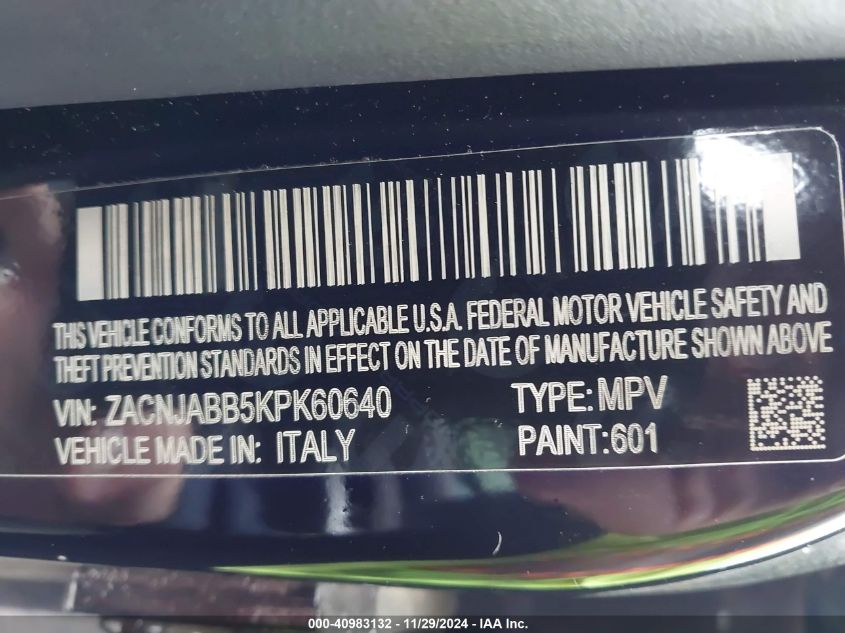 THIS VEHICLE CONFORMS TO ALL APPLICABLE U.S.A. FEDERAL MOTOR VEHICLE SAFETY AND
THEFT PREVENTION STANDARDS IN EFFECT ON THE DATE OF MANUFACTURE SHOWN ABOVE
VIN: ZACNJABB5KPK60640 TYPE: MPV
VEHICLE MADE IN: ITALY PAINT:601
000-40983132 - 11/29/2024 - IAA Inc.